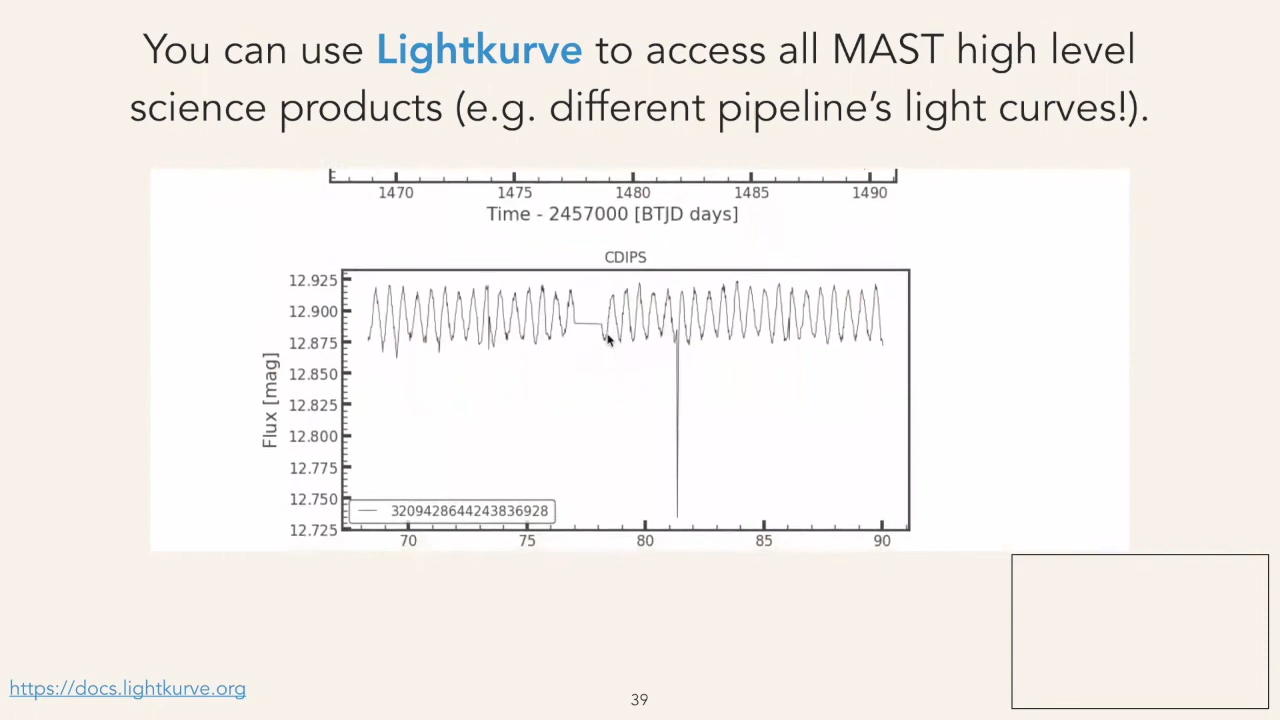 You can use Lightkurve to access all MAST high level
science products (e.g. different pipeline’s light curves!).
1470 1475 1480 1485 1490
Time - 2457000 [BTJD days]
CDIPS
12.925
12.900
12.875
12.850
12.825
12.800
12.775
12.750
12.725
Flux [mag]
3209428644243836928
70 75 80 85 90
https://docs.lightkurve.org
39